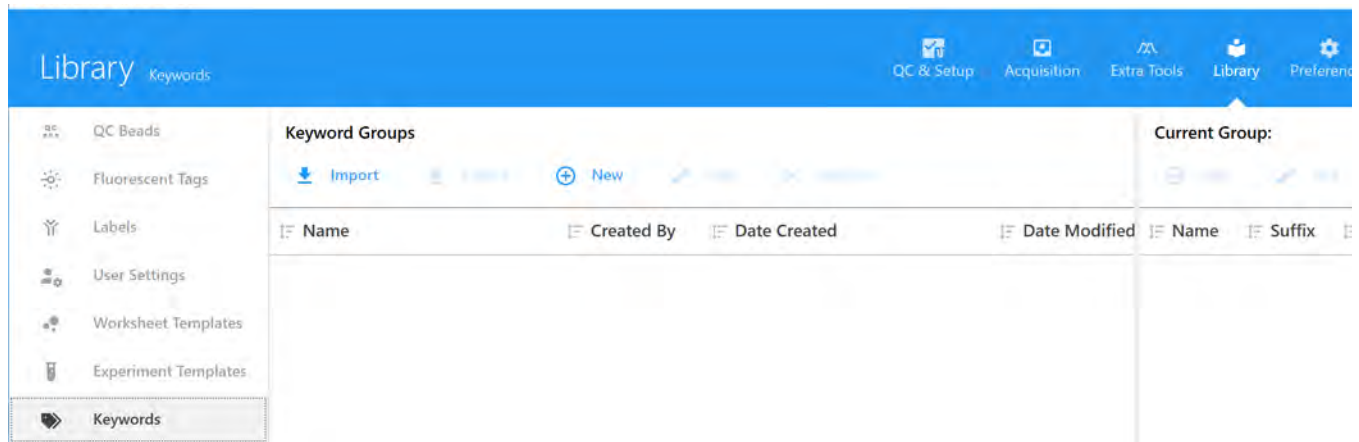 Library Keywords
QC & Setup Acquisition Extra Tools Library
QC Beads
Fluorescent Tags
Labels
User Settings
Worksheet Templates
Experiment Templates
Keywords
Keyword Groups
Import New
Name Created By Date Created Date Modified
Current Group:
Name Suffix